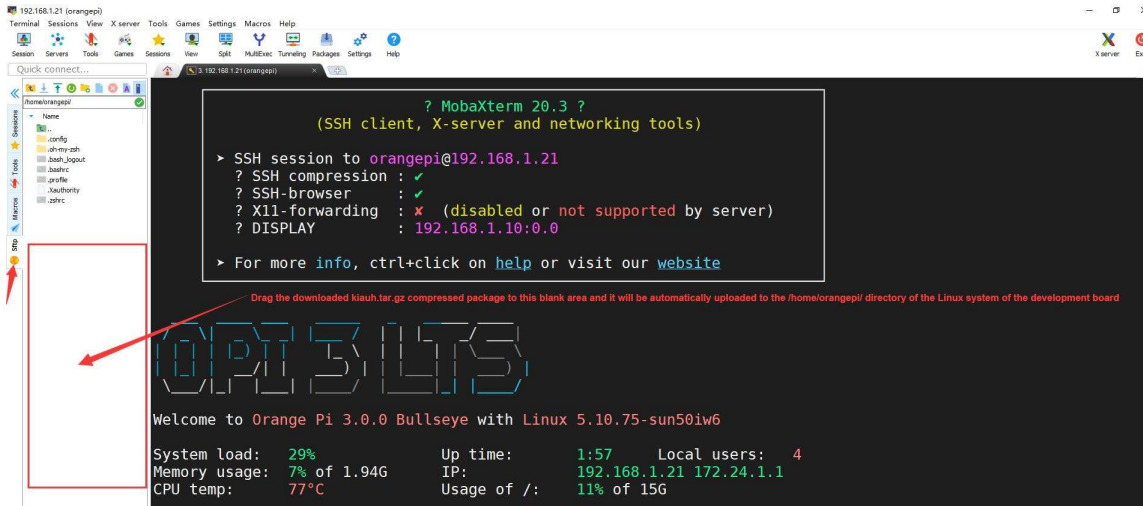 192.168.1.21 (orangepi)
Terminal Sessions View X server Tools Games Settings Macros Help
Session Servers Tools Games Sessions View Split MultiExec Tunneling Packages Settings Help X server
Quick connect...
3. 192.168.1.21 (orangepi)
/home/orangepi/
Name
..
.config
.oh-my-zsh
.bash_logout
.bashrc
.profile
.Xauthority
.zshrc
Sessions
Tools
Macros
Sftp
? MobaXterm 20.3 ?
(SSH client, X-server and networking tools)
➤ SSH session to orangepi@192.168.1.21
? SSH compression : ✔
? SSH-browser : ✔
? X11-forwarding : ✘ (disabled or not supported by server)
? DISPLAY : 192.168.1.10:0.0
➤ For more info, ctrl+click on help or visit our website
Drag the downloaded kiauh.tar.gz compressed package to this blank area and it will be automatically uploaded to the /home/orangepi/ directory of the Linux system of the development board
OPI 3 LTS
Welcome to Orange Pi 3.0.0 Bullseye with Linux 5.10.75-sun50iw6
System load: 29% Up time: 1:57 Local users: 4
Memory usage: 7% of 1.94G IP: 192.168.1.21 172.24.1.1
CPU temp: 77°C Usage of /: 11% of 15G